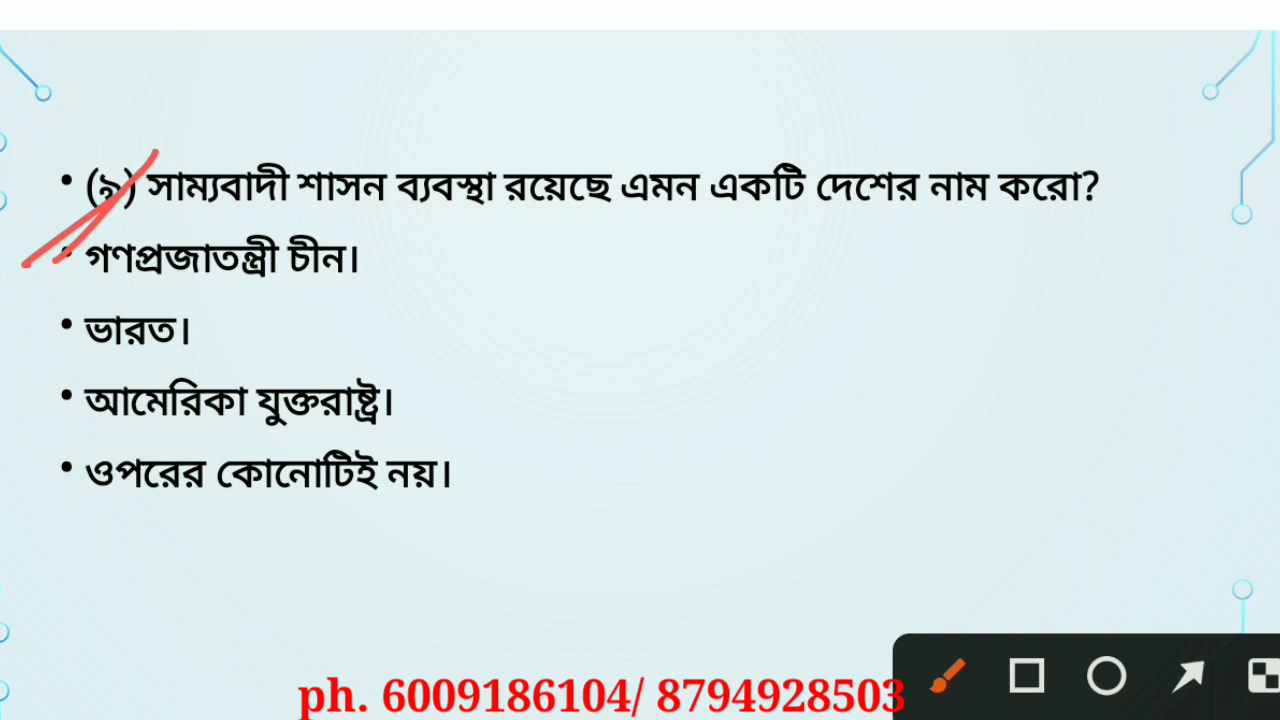 • (৯) সাম্যবাদী শাসন ব্যবস্থা রয়েছে এমন একটি দেশের নাম করো?
• গণপ্রজাতন্ত্রী চীন।
• ভারত।
• আমেরিকা যুক্তরাষ্ট্র।
• ওপরের কোনোটিই নয়।
ph. 6009186104/ 8794928503